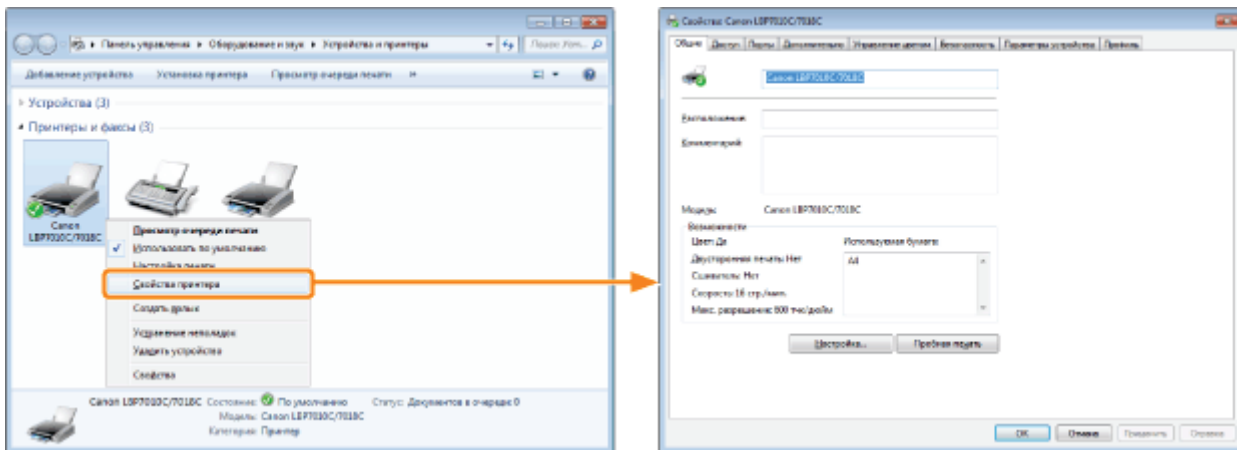 Панель управления ▸ Оборудование и звук ▸ Устройства и принтеры
Добавление устройства Установка принтера Просмотр очереди печати »
Устройства (3)
Принтеры и факсы (3)
Canon
LBP7010C/7018C
Просмотр очереди печати
Использовать по умолчанию
Настройка печати
Свойства принтера
Создать ярлык
Устранение неполадок
Удалить устройство
Свойства
Canon LBP7010C/7018C Состояние: По умолчанию Статус: Документов в очереди: 0
Модель: Canon LBP7010C/7018C
Категория: Принтер
Свойства: Canon LBP7010C/7018C
Общие Доступ Порты Дополнительно Управление цветом Безопасность Параметры устройства Профиль
Canon LBP7010C/7018C
Расположение:
Комментарий:
Модель: Canon LBP7010C/7018C
Возможности
Цвет: Да Используемая бумага:
Двусторонняя печать: Нет A4
Сшиватель: Нет
Скорость: 16 стр./мин.
Макс. разрешение: 600 тчк/дюйм
Настройка... Пробная печать
OK Отмена Применить Справка